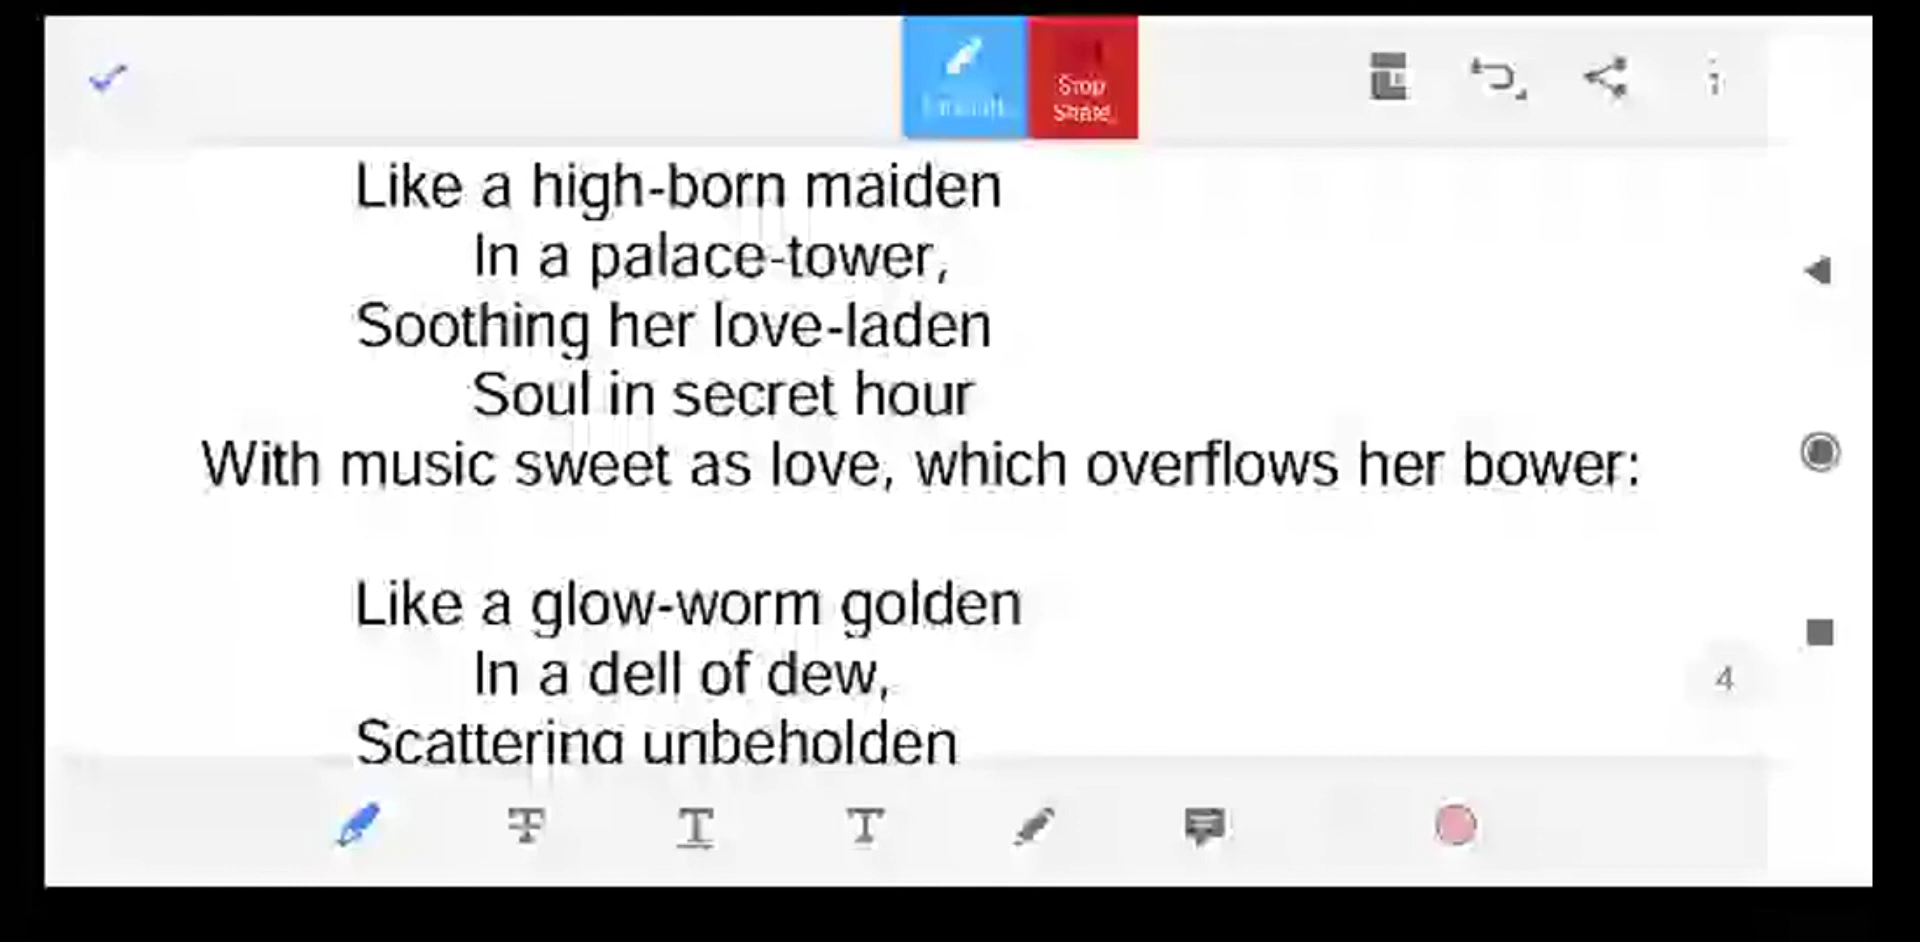 Stop
Share
Like a high-born maiden
In a palace-tower,
Soothing her love-laden
Soul in secret hour
With music sweet as love, which overflows her bower:
Like a glow-worm golden
In a dell of dew,
Scattering unbeholden
4